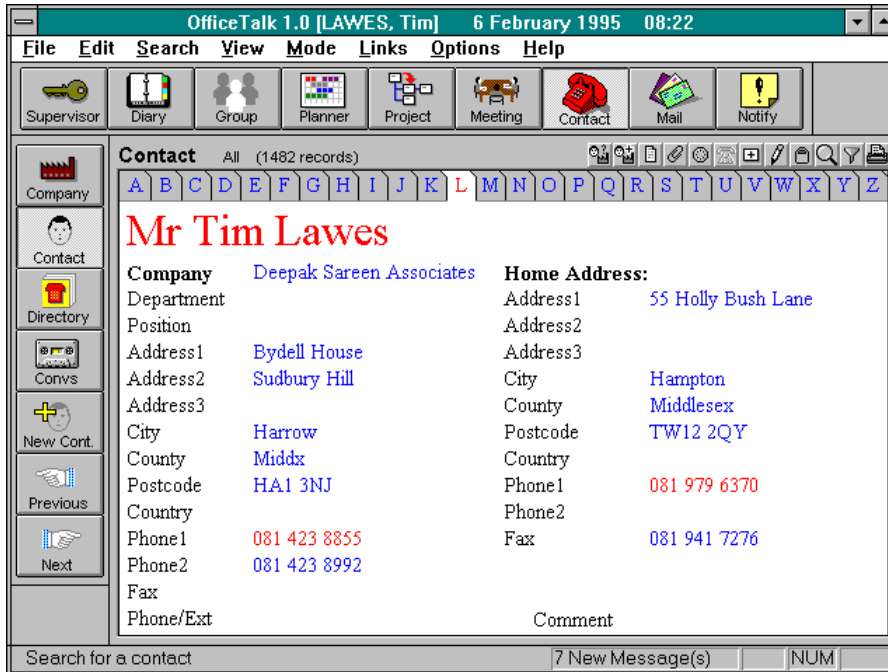 OfficeTalk 1.0 [LAWES, Tim] 6 February 1995 08:22
File Edit Search View Mode Links Options Help
Supervisor Diary Group Planner Project Meeting Contact Mail Notify
Contact All (1482 records)
A B C D E F G H I J K L M N O P Q R S T U V W X Y Z
Company
Contact
Directory
Convs
New Cont.
Previous
Next
Mr Tim Lawes
Company Deepak Sareen Associates Home Address:
Department Address1 55 Holly Bush Lane
Position Address2
Address1 Bydell House Address3
Address2 Sudbury Hill City Hampton
Address3 County Middlesex
City Harrow Postcode TW12 2QY
County Middx Country
Postcode HA1 3NJ Phone1 081 979 6370
Country Phone2
Phone1 081 423 8855 Fax 081 941 7276
Phone2 081 423 8992
Fax
Phone/Ext Comment
Search for a contact 7 New Message(s) NUM